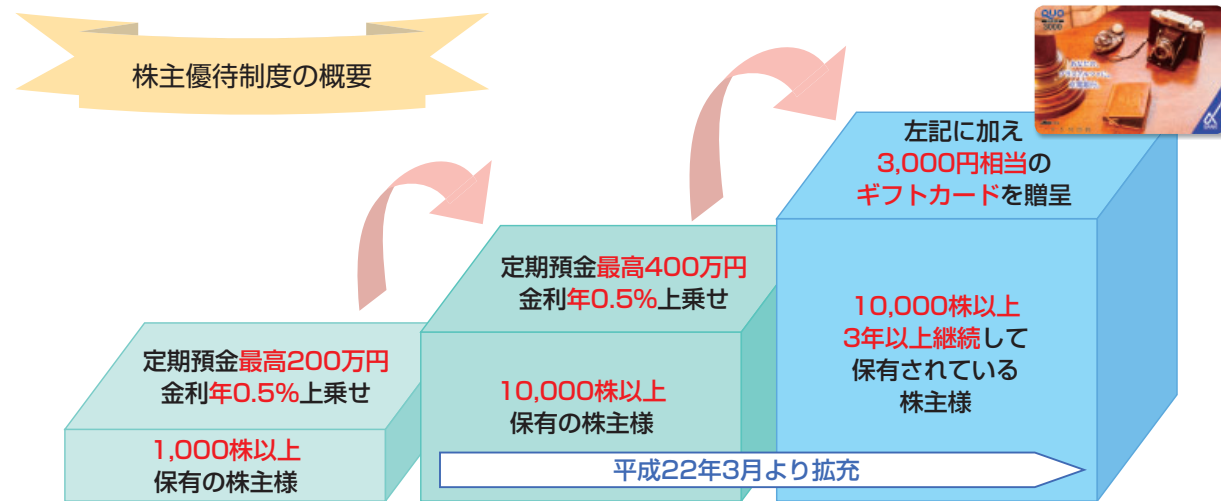 株主優待制度の概要
QUO
5000
左記に加え
3,000円相当の
ギフトカードを贈呈
定期預金最高400万円
金利年0.5%上乗せ
10,000株以上
3年以上継続して
保有されている
株主様
定期預金最高200万円
金利年0.5%上乗せ
10,000株以上
保有の株主様
1,000株以上
保有の株主様
平成22年3月より拡充